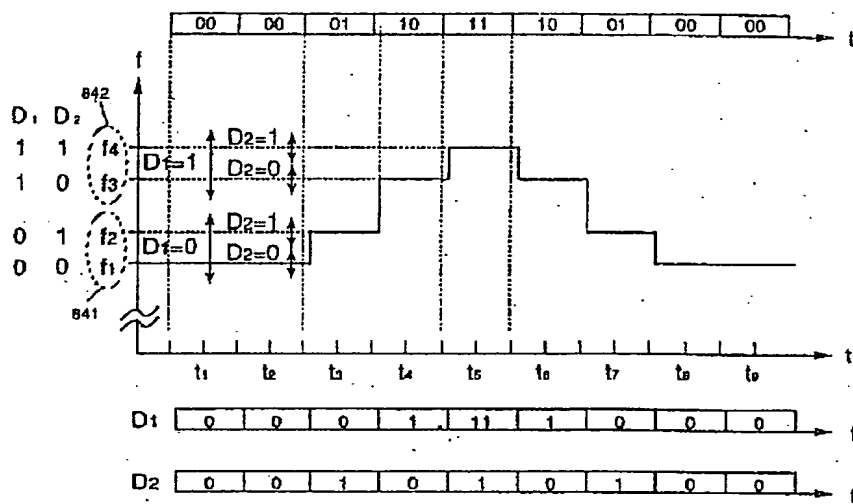 00 00 01 10 11 10 01 00 00 t
f
842
D1 D2
1 1 f4 D1=1 D2=1
1 0 f3 D2=0
0 1 f2 D1=0 D2=1
0 0 f1 D2=0
841
t
t1 t2 t3 t4 t5 t6 t7 t8 t9
D1 0 0 0 1 11 1 0 0 0 t
D2 0 0 1 0 1 0 1 0 0 t